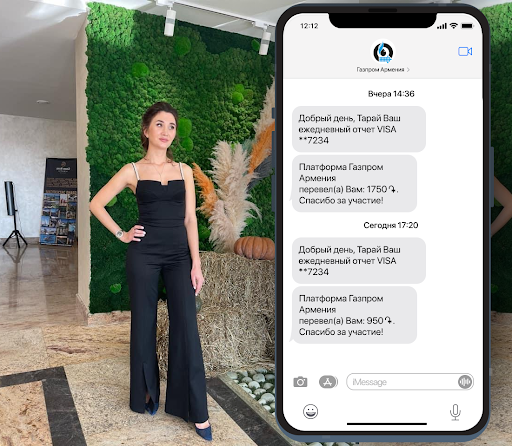 12:12
Газпром Армения
Вчера 14:36
Добрый день, Тарай Ваш
ежедневный отчет VISA
**7234
Платформа Газпром
Армения
перевел(а) Вам: 1750 ֏.
Спасибо за участие!
Сегодня 17:20
Добрый день, Тарай Ваш
ежедневный отчет VISA
**7234
Платформа Газпром
Армения
перевел(а) Вам: 950 ֏.
Спасибо за участие!
iMessage